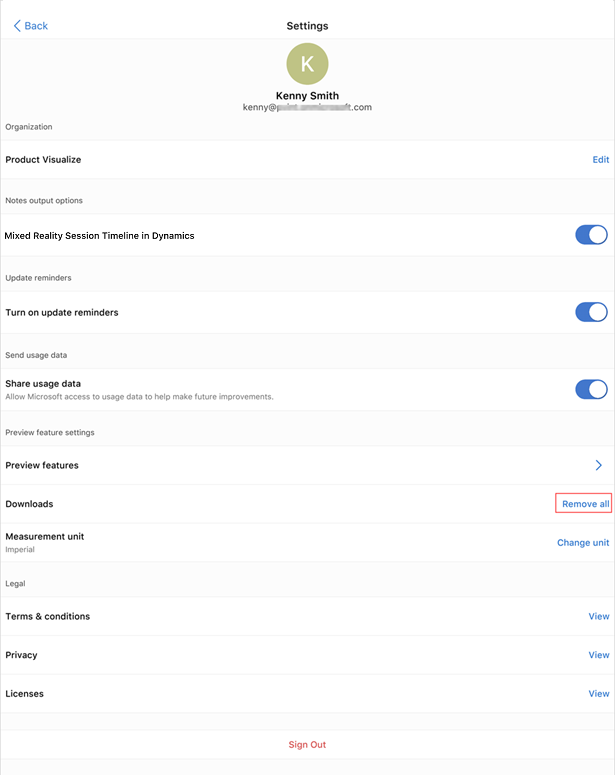 Back
Settings
K
Kenny Smith
kenny@ .com
Organization
Product Visualize
Edit
Notes output options
Mixed Reality Session Timeline in Dynamics
Update reminders
Turn on update reminders
Send usage data
Share usage data
Allow Microsoft access to usage data to help make future improvements.
Preview feature settings
Preview features
Downloads
Remove all
Measurement unit
Imperial
Change unit
Legal
Terms & conditions
View
Privacy
View
Licenses
View
Sign Out